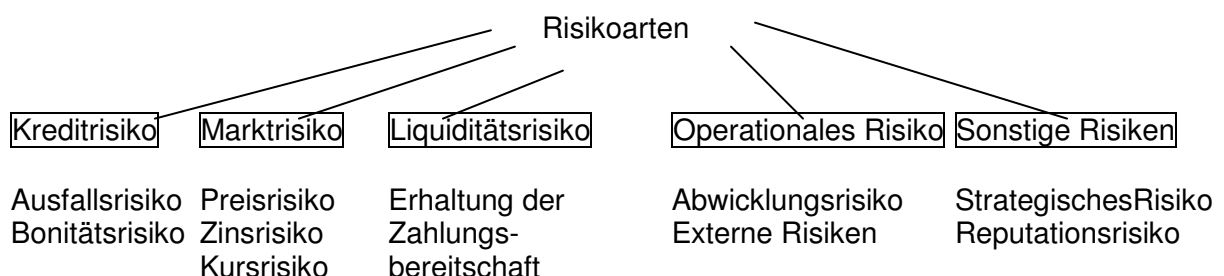 Risikoarten
Kreditrisiko Marktrisiko Liquiditätsrisiko Operationales Risiko Sonstige Risiken
Ausfallsrisiko Preisrisiko Erhaltung der Abwicklungsrisiko StrategischesRisiko
Bonitätsrisiko Zinsrisiko Zahlungs- Externe Risiken Reputationsrisiko
Kursrisiko bereitschaft